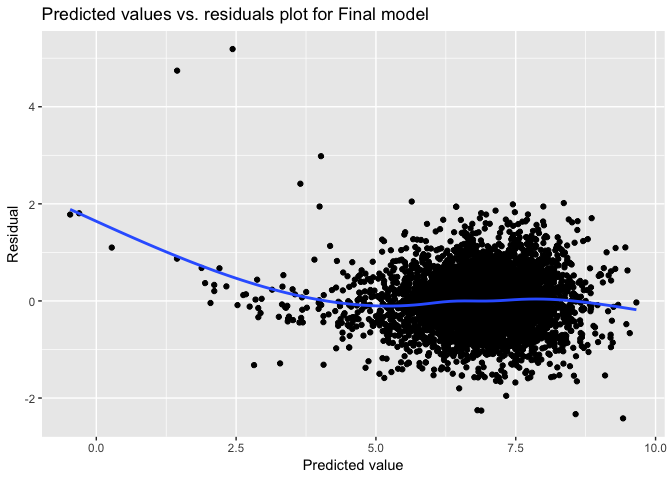 Predicted values vs. residuals plot for Final model
Residual
4
2
0
-2
0.0 2.5 5.0 7.5 10.0
Predicted value